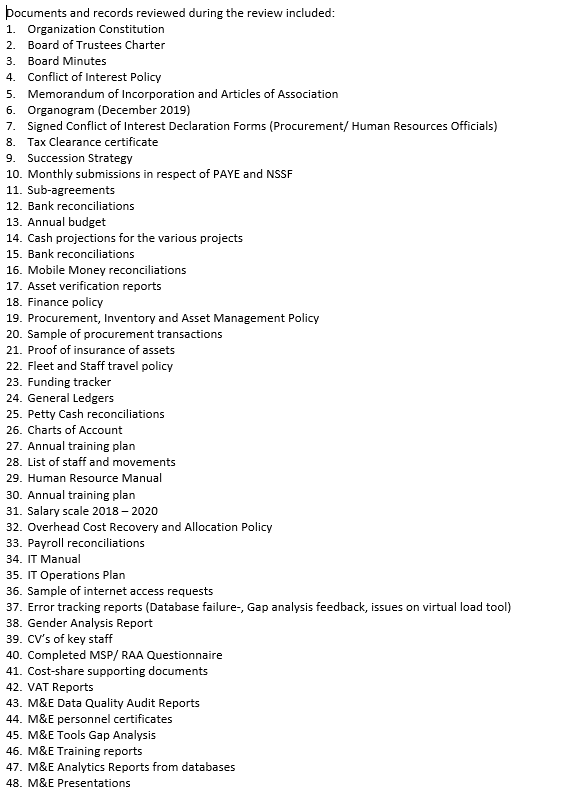 Documents and records reviewed during the review included:
1. Organization Constitution
2. Board of Trustees Charter
3. Board Minutes
4. Conflict of Interest Policy
5. Memorandum of Incorporation and Articles of Association
6. Organogram (December 2019)
7. Signed Conflict of Interest Declaration Forms (Procurement/ Human Resources Officials)
8. Tax Clearance certificate
9. Succession Strategy
10. Monthly submissions in respect of PAYE and NSSF
11. Sub-agreements
12. Bank reconciliations
13. Annual budget
14. Cash projections for the various projects
15. Bank reconciliations
16. Mobile Money reconciliations
17. Asset verification reports
18. Finance policy
19. Procurement, Inventory and Asset Management Policy
20. Sample of procurement transactions
21. Proof of insurance of assets
22. Fleet and Staff travel policy
23. Funding tracker
24. General Ledgers
25. Petty Cash reconciliations
26. Charts of Account
27. Annual training plan
28. List of staff and movements
29. Human Resource Manual
30. Annual training plan
31. Salary scale 2018 – 2020
32. Overhead Cost Recovery and Allocation Policy
33. Payroll reconciliations
34. IT Manual
35. IT Operations Plan
36. Sample of internet access requests
37. Error tracking reports (Database failure-, Gap analysis feedback, issues on virtual load tool)
38. Gender Analysis Report
39. CV’s of key staff
40. Completed MSP/ RAA Questionnaire
41. Cost-share supporting documents
42. VAT Reports
43. M&E Data Quality Audit Reports
44. M&E personnel certificates
45. M&E Tools Gap Analysis
46. M&E Training reports
47. M&E Analytics Reports from databases
48. M&E Presentations